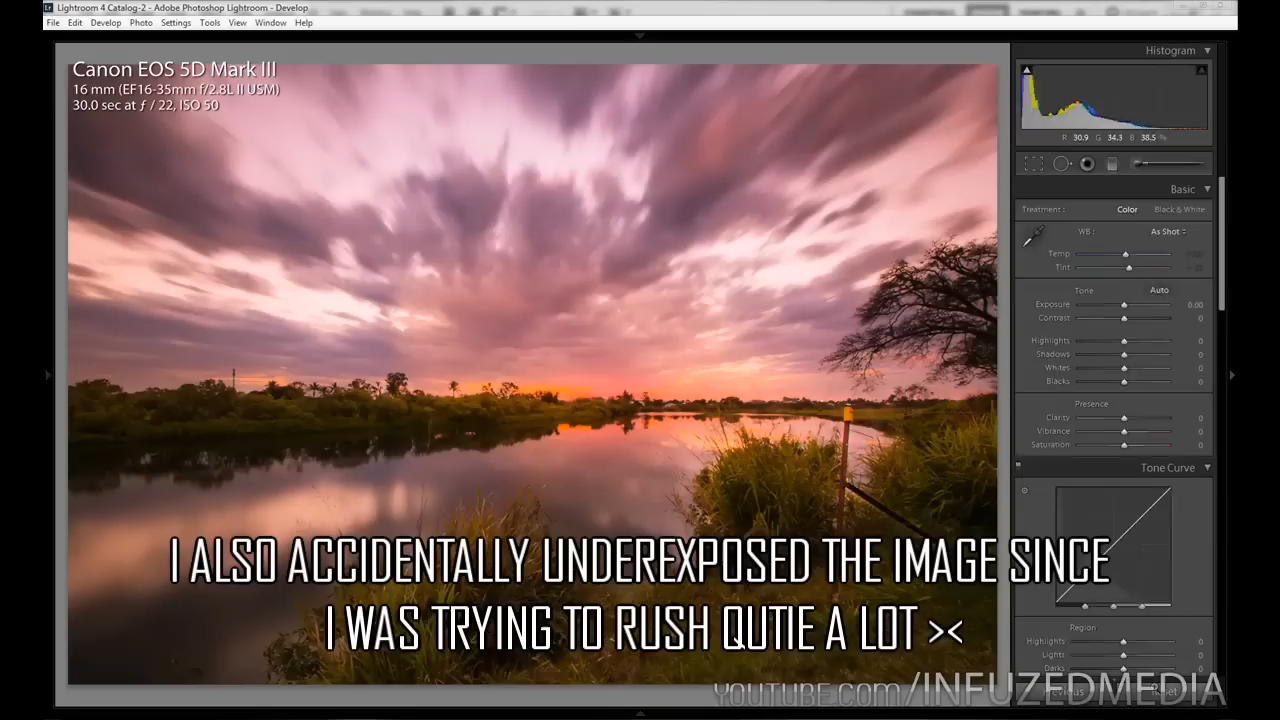 Lightroom 4 Catalog-2 - Adobe Photoshop Lightroom - Develop
File Edit Develop Photo Settings Tools View Window Help
Canon EOS 5D Mark III
16 mm (EF16-35mm f/2.8L II USM)
30.0 sec at ƒ / 22, ISO 50
Histogram
R 30.9 G 34.3 B 38.5 %
Basic
Treatment : Color Black & White
WB : As Shot
Temp
Tint
Tone Auto
Exposure 0.00
Contrast 0
Highlights 0
Shadows 0
Whites 0
Blacks 0
Presence
Clarity 0
Vibrance 0
Saturation 0
Tone Curve
I ALSO ACCIDENTALLY UNDEREXPOSED THE IMAGE SINCE
I WAS TRYING TO RUSH QUTIE A LOT ><
Region
Highlights 0
Lights 0
Darks 0
Previous Reset
YOUTUBE.COM/INFUZEDMEDIA